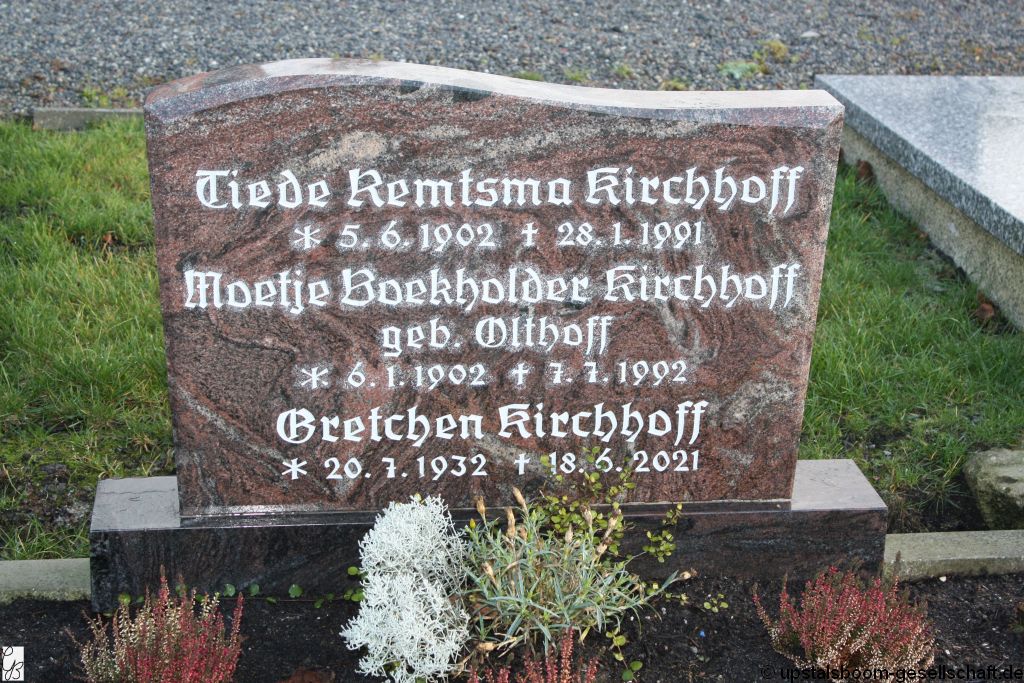 Tiede Remtsma Kirchhoff
* 5. 6. 1902 † 28. 1. 1991
Moetje Boekholder Kirchhoff
geb. Olthoff
* 6. 1. 1902 † 7. 7. 1992
Gretchen Kirchhoff
* 20. 7. 1932 † 18. 6. 2021
© upstalsboom-gesellschaft.de